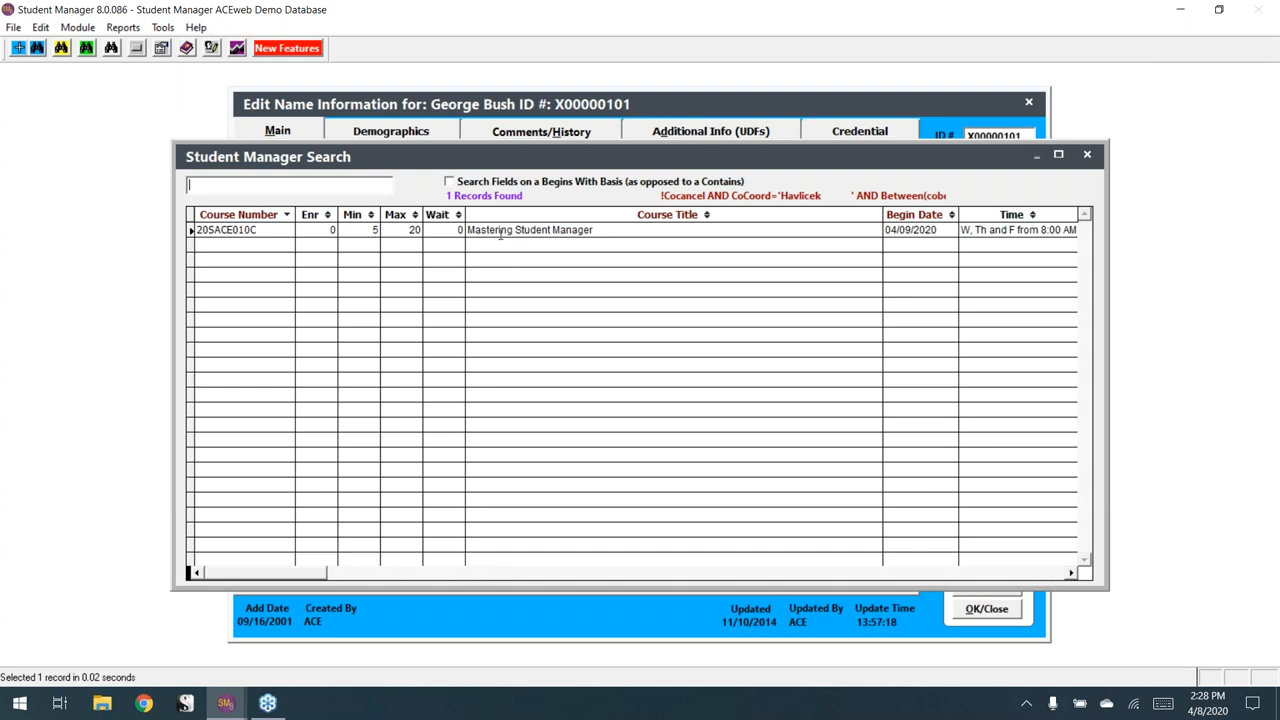 Student Manager 8.0.086 - Student Manager ACEweb Demo Database
File Edit Module Reports Tools Help
New Features
Edit Name Information for: George Bush ID #: X00000101
Main Demographics Comments/History Additional Info (UDFs) Credential ID # X00000101
Student Manager Search
Search Fields on a Begins With Basis (as opposed to a Contains)
1 Records Found !Cocancel AND CoCoord='Havlicek ' AND Between(cobe
Course Number Enr Min Max Wait Course Title Begin Date Time
20SACE010C 0 5 20 0 Mastering Student Manager 04/09/2020 W, Th and F from 8:00 AM
Add Date Created By Updated Updated By Update Time OK/Close
09/16/2001 ACE 11/10/2014 ACE 13:57:18
Selected 1 record in 0.02 seconds
2:28 PM
4/8/2020